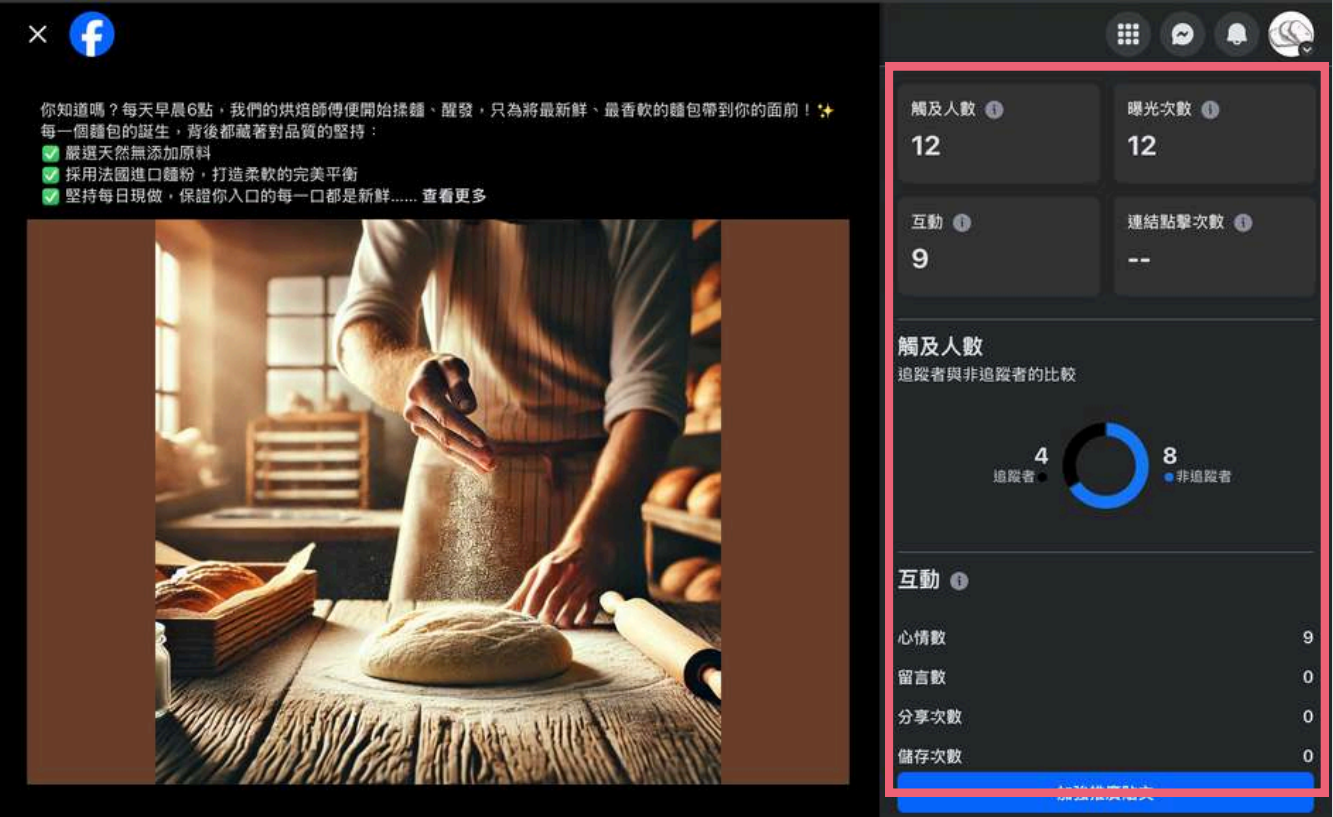 你知道嗎？每天早晨6點，我們的烘焙師傅便開始揉麵、醒發，只為將最新鮮、最香軟的麵包帶到你的面前！✨
每一個麵包的誕生，背後都藏著對品質的堅持：
✅ 嚴選天然無添加原料
✅ 採用法國進口麵粉，打造柔軟的完美平衡
✅ 堅持每日現做，保證你入口的每一口都是新鮮...... 查看更多
觸及人數
12
曝光次數
12
互動
9
連結點擊次數
--
觸及人數
追蹤者與非追蹤者的比較
4
追蹤者
8
非追蹤者
互動
心情數 9
留言數 0
分享次數 0
儲存次數 0
加強推廣貼文